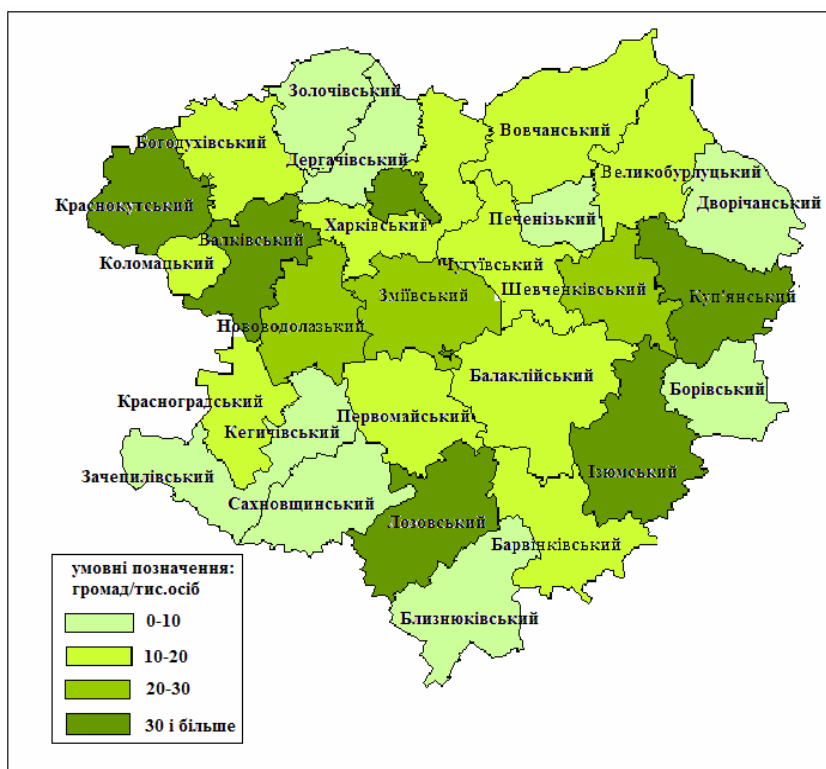 Золочівський
Богодухівський
Вовчанський
Дергачівський
Великобурлуцький
Краснокутський
Дворічанський
Печенізький
Харківський
Валківський
Коломацький
Чугуївський
Шевченківський
Зміївський
Куп'янський
Нововодолазький
Балаклійський
Борівський
Красноградський
Первомайський
Кегичівський
Зачепилівський
Ізюмський
Сахновщинський
Лозовський
Барвінківський
Близнюківський
умовні позначення:
громад/тис.осіб
0-10
10-20
20-30
30 і більше